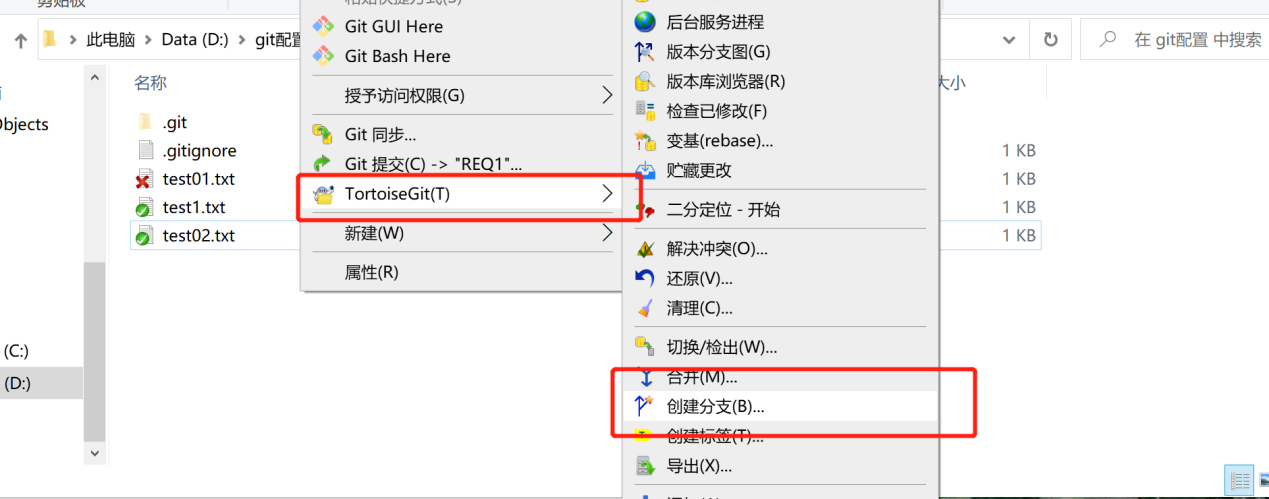 剪贴板
此电脑 > Data (D:) > git配置
在 git配置 中搜索
名称
大小
Objects
.git
.gitignore
1 KB
test01.txt
1 KB
test1.txt
1 KB
test02.txt
1 KB
(C:)
(D:)
粘贴快捷方式(S)
Git GUI Here
Git Bash Here
授予访问权限(G)
Git 同步...
Git 提交(C) -> "REQ1"...
TortoiseGit(T)
新建(W)
属性(R)
后台服务进程
版本分支图(G)
版本库浏览器(R)
检查已修改(F)
变基(rebase)...
贮藏更改
二分定位 - 开始
解决冲突(O)...
还原(V)...
清理(C)...
切换/检出(W)...
合并(M)...
创建分支(B)...
创建标签(T)...
导出(X)...